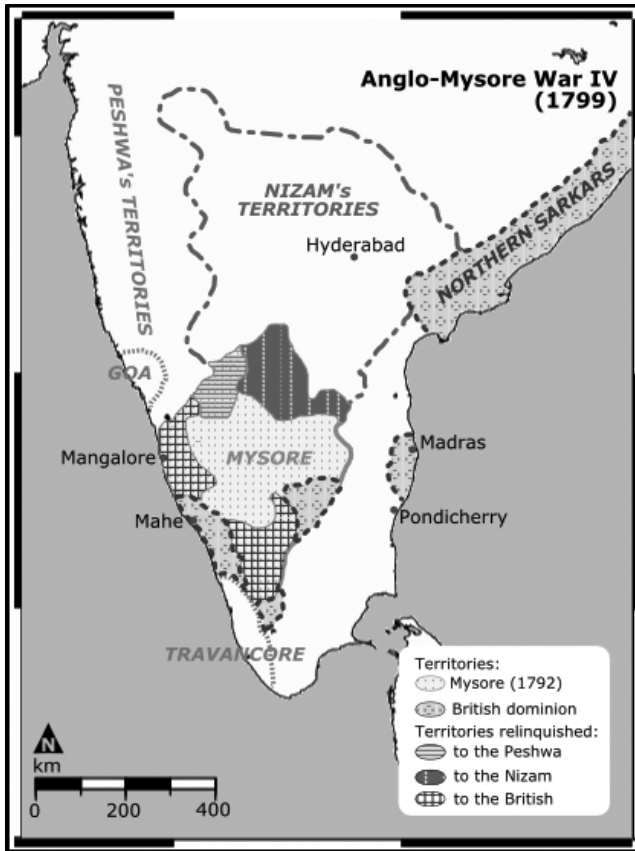 Anglo-Mysore War IV
(1799)
PESHWA's TERRITORIES
NIZAM's
TERRITORIES
Hyderabad
NORTHERN SARKARS
GOA
Mangalore
MYSORE
Madras
Mahe
Pondicherry
TRAVANCORE
Territories:
Mysore (1792)
British dominion
Territories relinquished:
to the Peshwa
to the Nizam
to the British
N
km
0 200 400